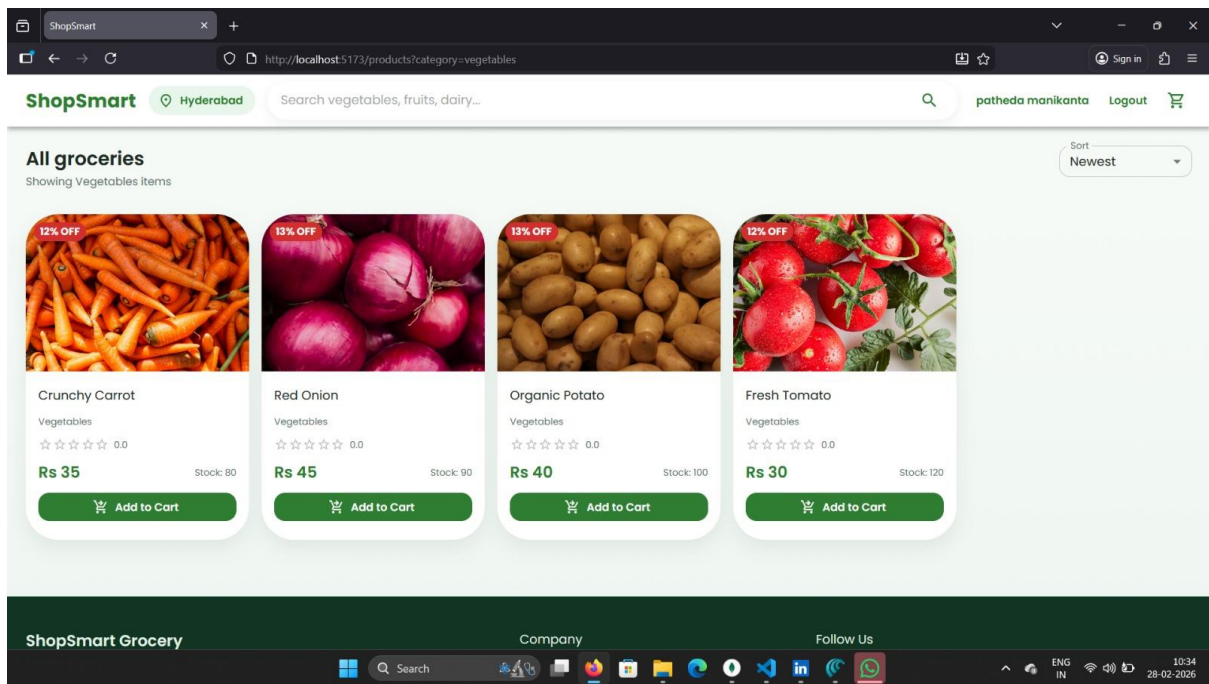 ShopSmart
http://localhost:5173/products?category=vegetables
Sign in
ShopSmart
Hyderabad
Search vegetables, fruits, dairy...
patheda manikanta
Logout
All groceries
Showing Vegetables items
Sort
Newest
12% OFF
13% OFF
13% OFF
12% OFF
Crunchy Carrot
Red Onion
Organic Potato
Fresh Tomato
Vegetables
Vegetables
Vegetables
Vegetables
0.0
0.0
0.0
0.0
Rs 35
Stock: 80
Rs 45
Stock: 90
Rs 40
Stock: 100
Rs 30
Stock: 120
Add to Cart
Add to Cart
Add to Cart
Add to Cart
ShopSmart Grocery
Company
Follow Us
Search
in
ENG
IN
10:34
28-02-2026